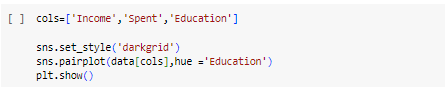 [ ] cols=['Income','Spent','Education']
sns.set_style('darkgrid')
sns.pairplot(data[cols],hue ='Education')
plt.show()